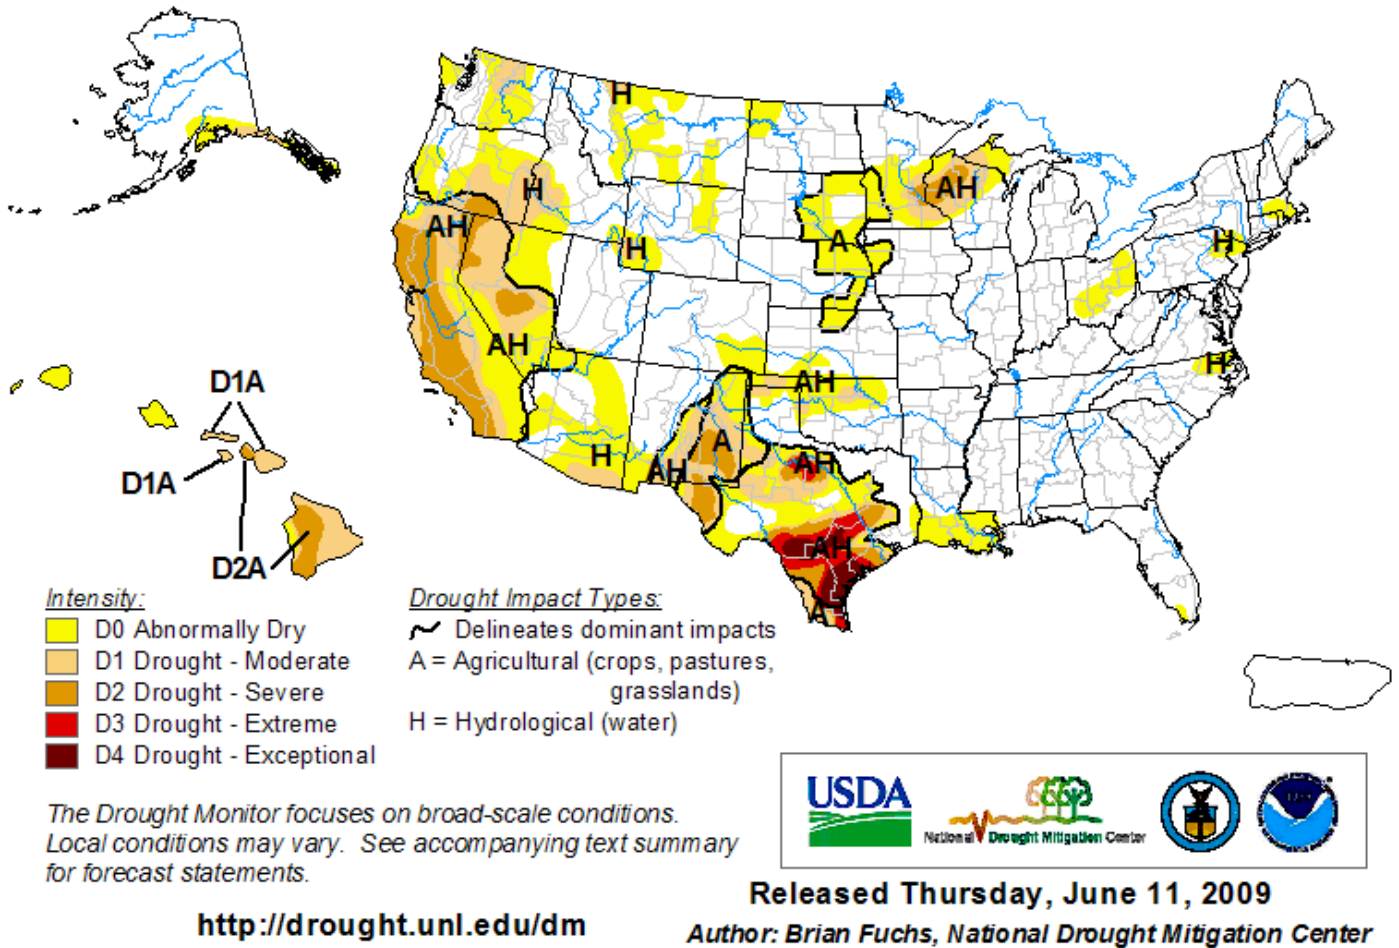 H
H
AH
AH
A
H
H
AH
AH
H
H
AH
A
AH
AH
A
H
D1A
D1A
D2A
Intensity:
D0 Abnormally Dry
D1 Drought - Moderate
D2 Drought - Severe
D3 Drought - Extreme
D4 Drought - Exceptional
Drought Impact Types:
Delineates dominant impacts
A = Agricultural (crops, pastures,
grasslands)
H = Hydrological (water)
The Drought Monitor focuses on broad-scale conditions.
Local conditions may vary. See accompanying text summary
for forecast statements.
http://drought.unl.edu/dm
USDA
National Drought Mitigation Center
Released Thursday, June 11, 2009
Author: Brian Fuchs, National Drought Mitigation Center